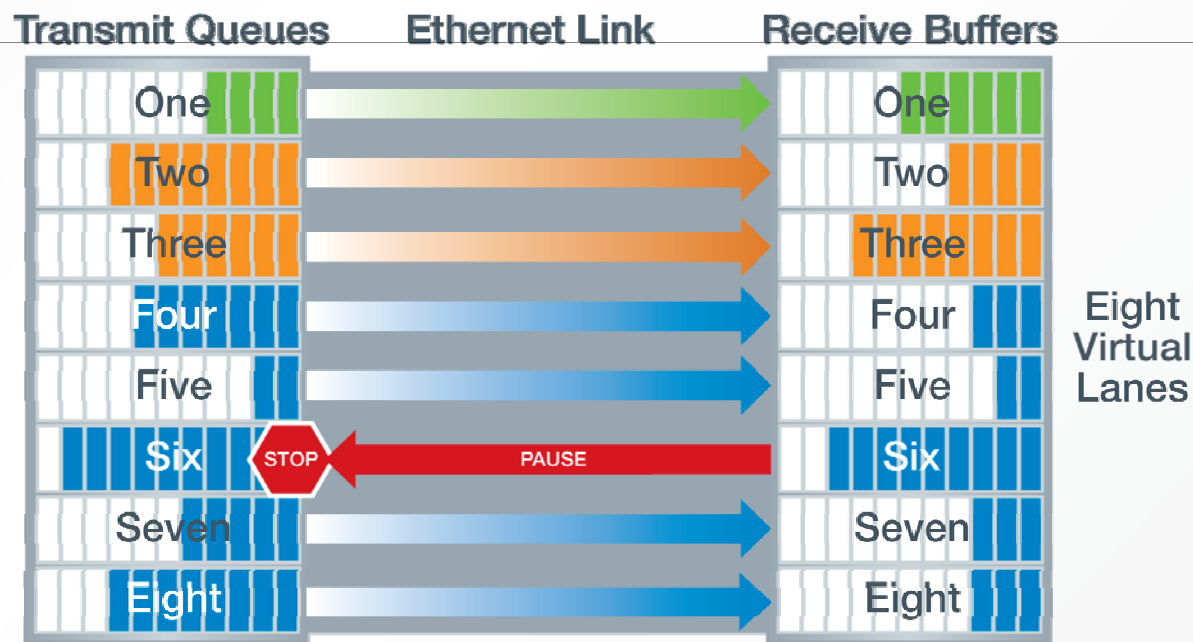 Transmit Queues Ethernet Link Receive Buffers
One One
Two Two
Three Three
Four Four
Five Five
Six STOP PAUSE Six
Seven Seven
Eight Eight
Eight
Virtual
Lanes